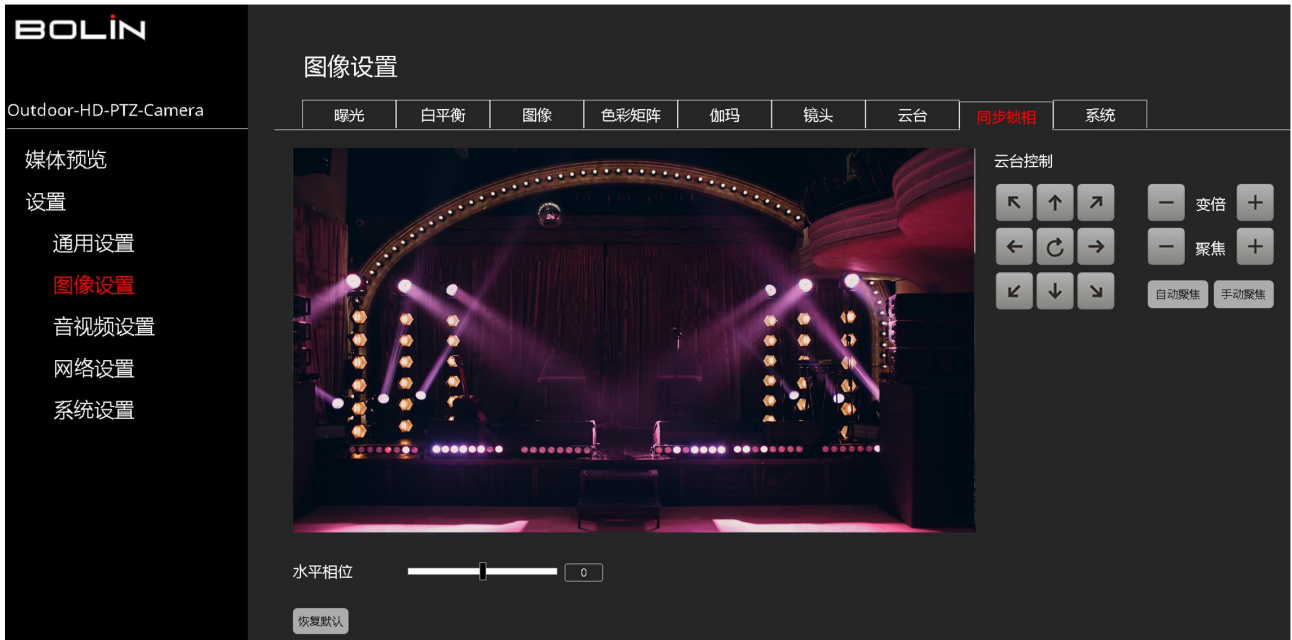 BOLIN
Outdoor-HD-PTZ-Camera
媒体预览
设置
通用设置
图像设置
音视频设置
网络设置
系统设置
图像设置
曝光 白平衡 图像 色彩矩阵 伽玛 镜头 云台 同步锁相 系统
云台控制
变倍
聚焦
自动聚焦 手动聚焦
水平相位 0
恢复默认